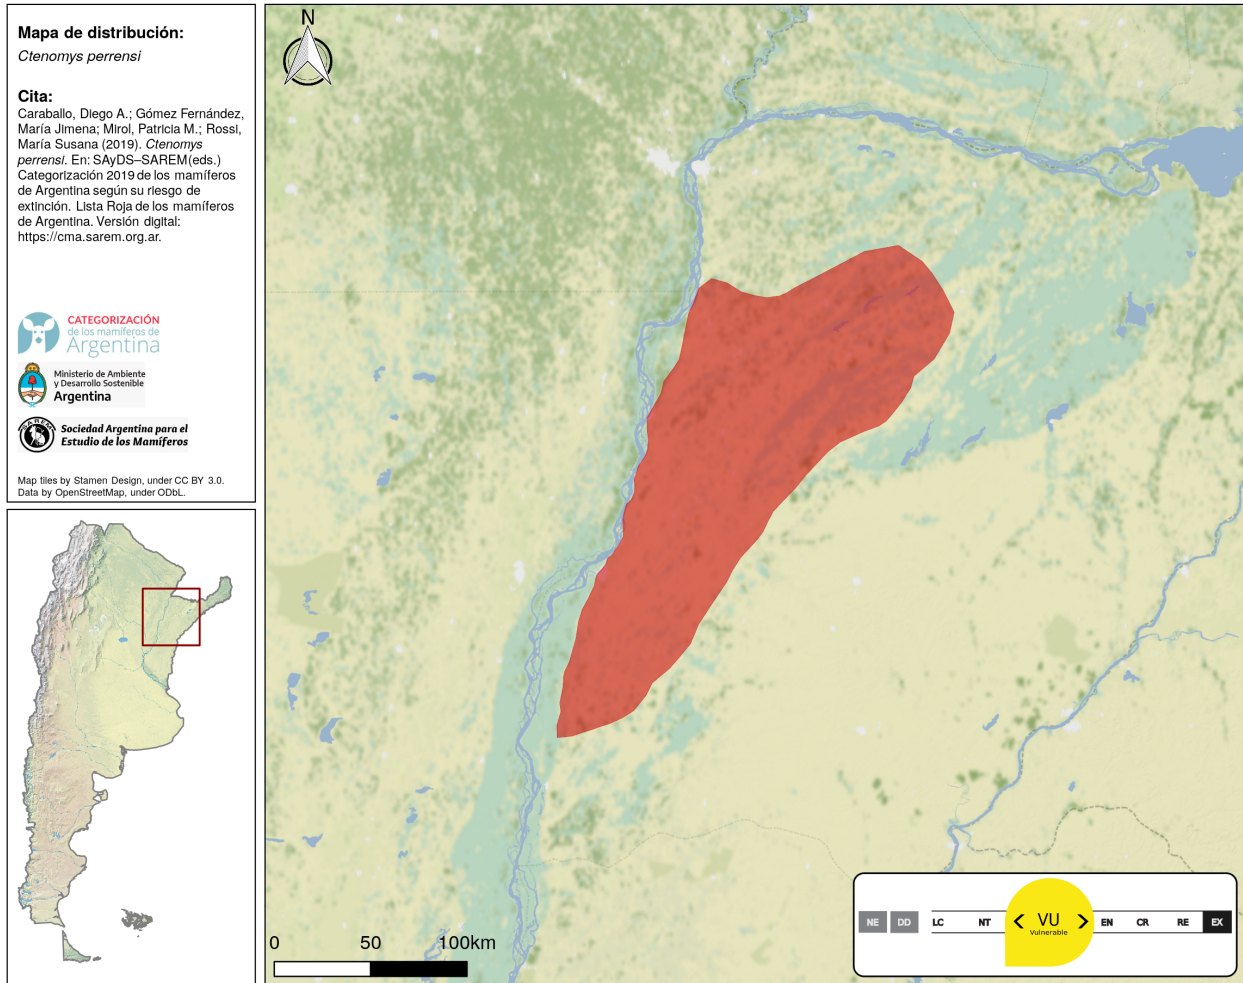 Mapa de distribución:
Ctenomys perrensi
Cita:
Caraballo, Diego A.; Gómez Fernández,
María Jimena; Mirol, Patricia M.; Rossi,
María Susana (2019). Ctenomys
perrensi. En: SAyDS–SAREM(eds.)
Categorización 2019 de los mamíferos
de Argentina según su riesgo de
extinción. Lista Roja de los mamíferos
de Argentina. Versión digital:
https://cma.sarem.org.ar.
CATEGORIZACIÓN
de los mamíferos de
Argentina
Ministerio de Ambiente
y Desarrollo Sostenible
Argentina
SAREM
Sociedad Argentina para el
Estudio de los Mamíferos
Map tiles by Stamen Design, under CC BY 3.0.
Data by OpenStreetMap, under ODbL.
N
0 50 100km
NE DD LC NT VU EN CR RE EX
Vulnerable